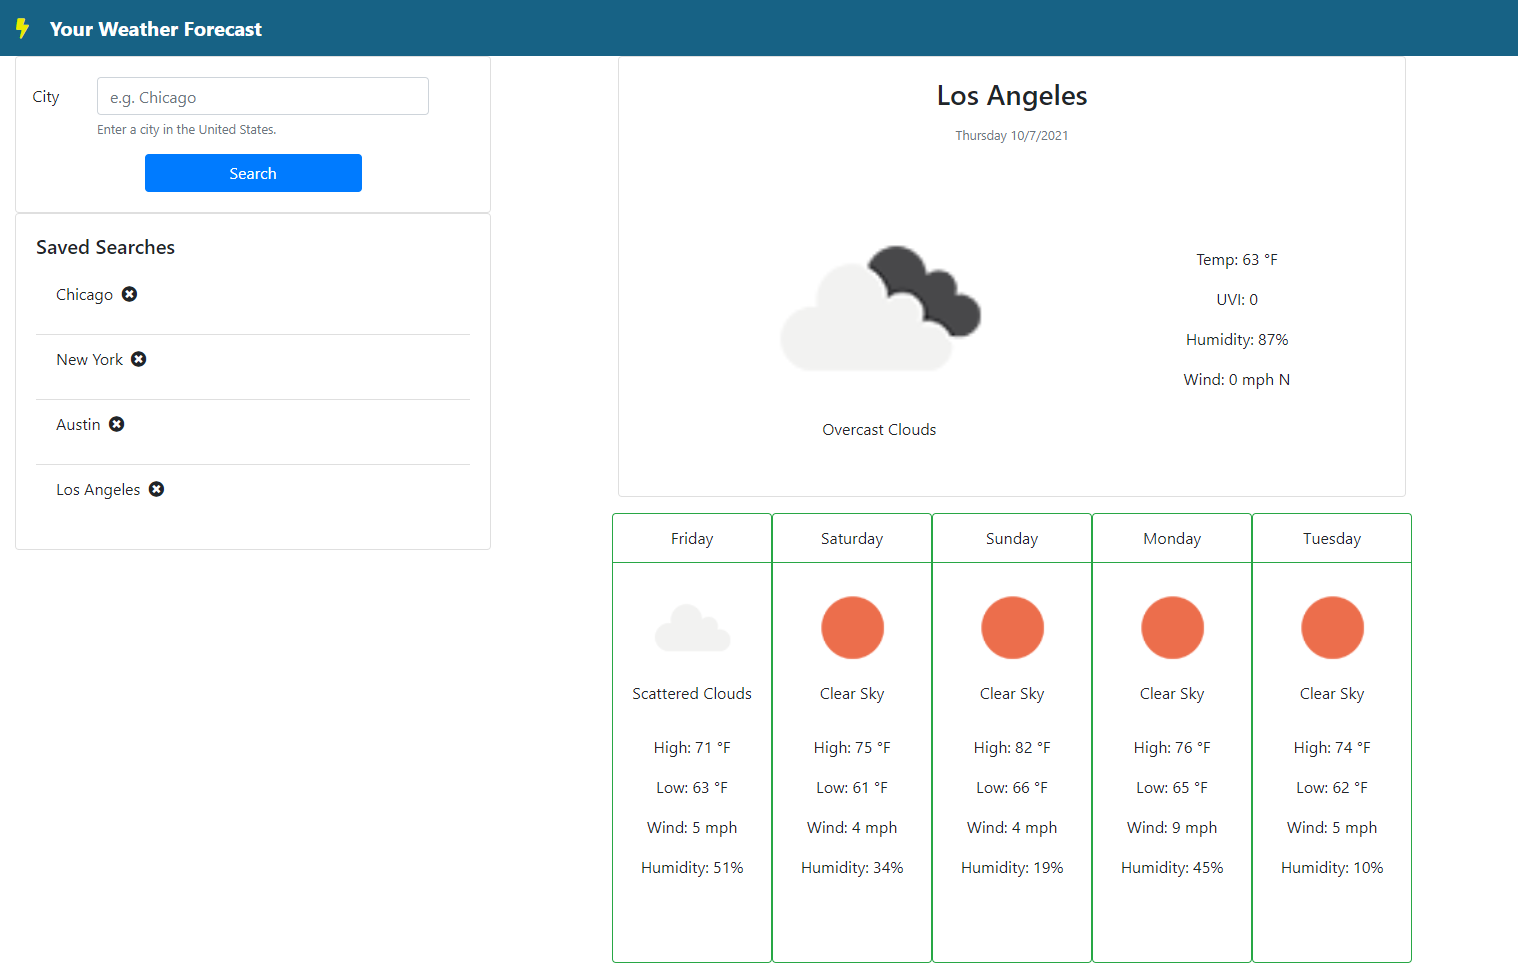 Your Weather Forecast
City
e.g. Chicago
Enter a city in the United States.
Search
Saved Searches
Chicago
New York
Austin
Los Angeles
Los Angeles
Thursday 10/7/2021
Temp: 63 °F
UVI: 0
Humidity: 87%
Wind: 0 mph N
Overcast Clouds
Friday
Scattered Clouds
High: 71 °F
Low: 63 °F
Wind: 5 mph
Humidity: 51%
Saturday
Clear Sky
High: 75 °F
Low: 61 °F
Wind: 4 mph
Humidity: 34%
Sunday
Clear Sky
High: 82 °F
Low: 66 °F
Wind: 4 mph
Humidity: 19%
Monday
Clear Sky
High: 76 °F
Low: 65 °F
Wind: 9 mph
Humidity: 45%
Tuesday
Clear Sky
High: 74 °F
Low: 62 °F
Wind: 5 mph
Humidity: 10%